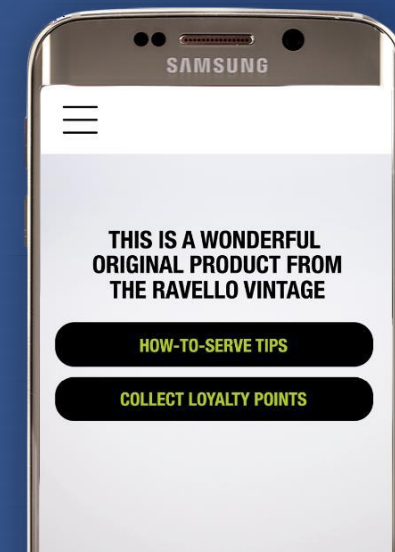 SAMSUNG
THIS IS A WONDERFUL
ORIGINAL PRODUCT FROM
THE RAVELLO VINTAGE
HOW-TO-SERVE TIPS
COLLECT LOYALTY POINTS